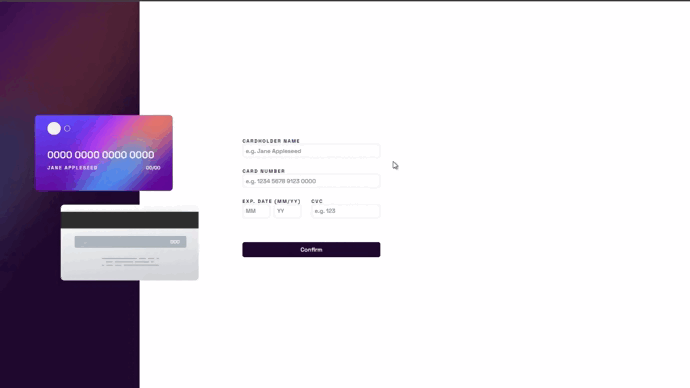 0000 0000 0000 0000
JANE APPLESEED 00/00
000
CARDHOLDER NAME
e.g. Jane Appleseed
CARD NUMBER
e.g. 1234 5678 9123 0000
EXP. DATE (MM/YY) CVC
MM YY e.g. 123
Confirm